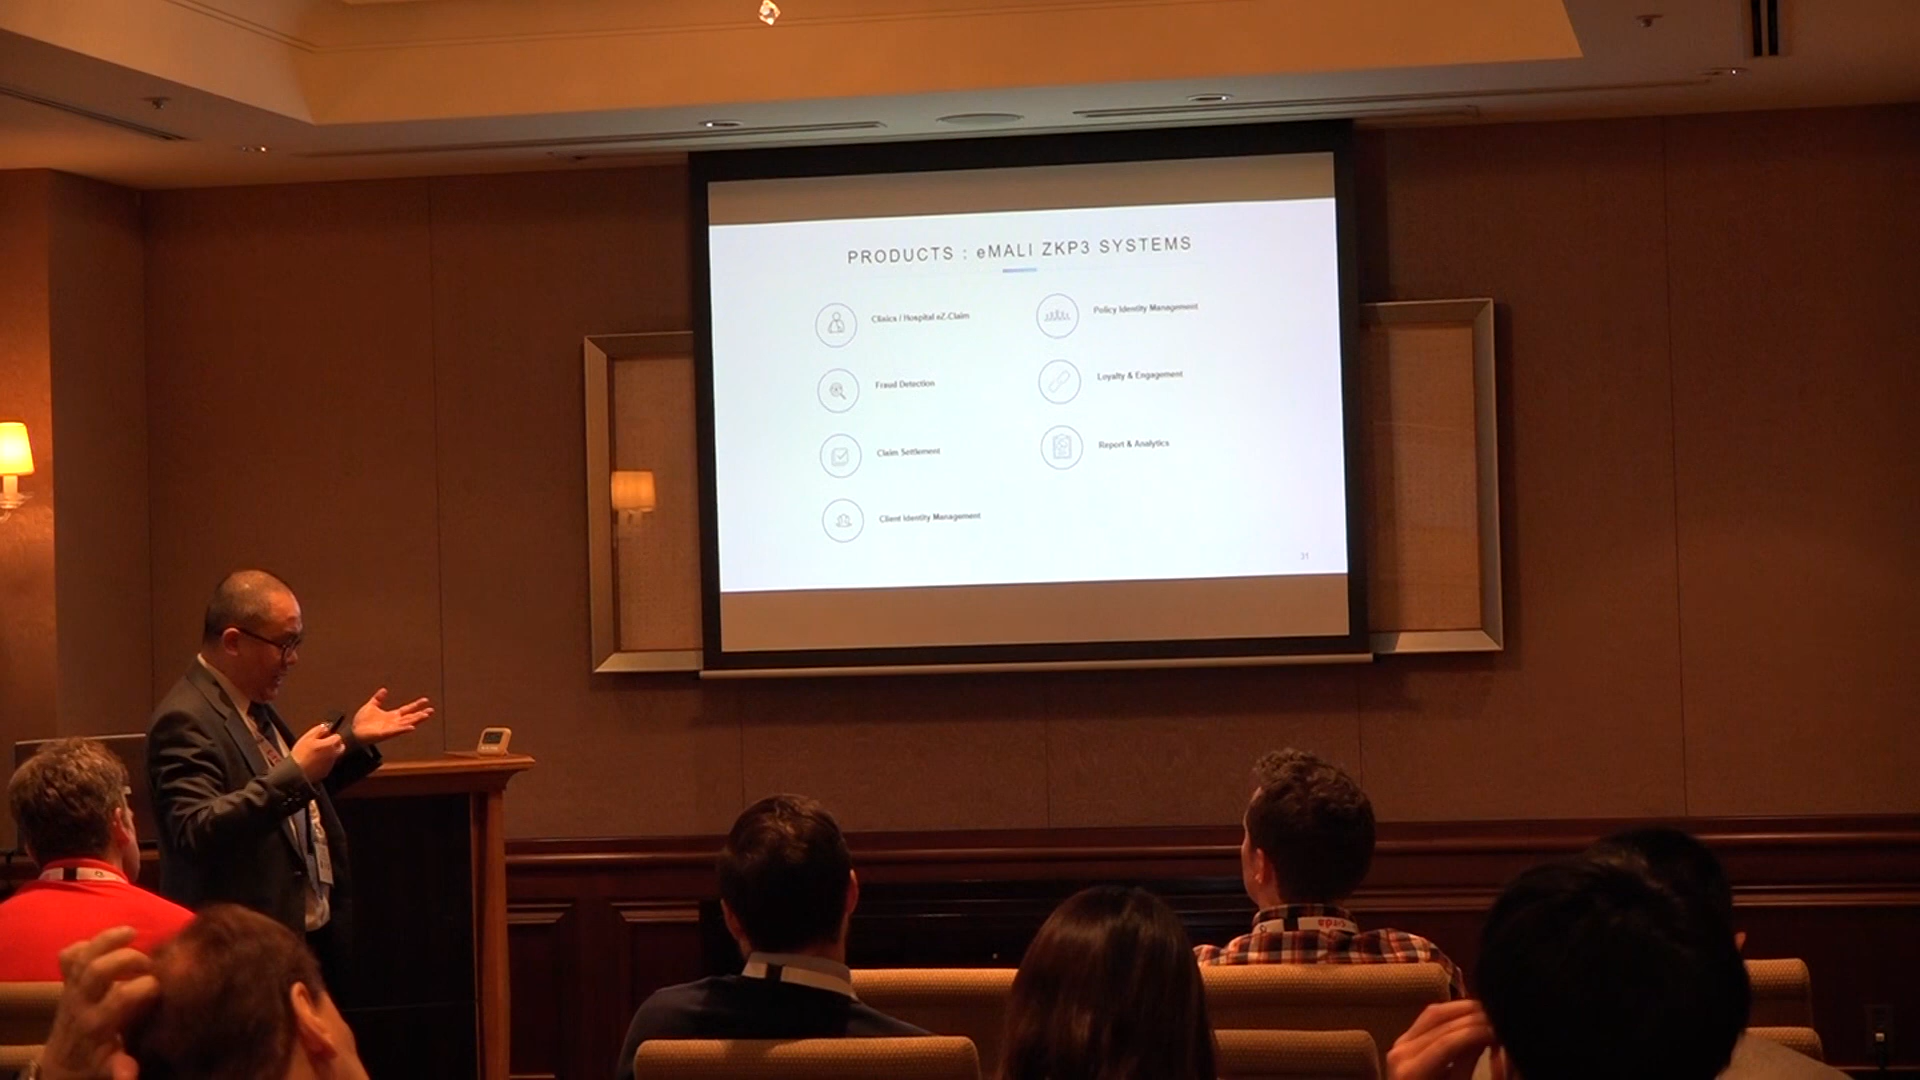 PRODUCTS : eMALI ZKP3 SYSTEMS
Clinics / Hospital eZ-Claim
Fraud Detection
Claim Settlement
Client Identity Management
Policy Identity Management
Loyalty & Engagement
Report & Analytics
31